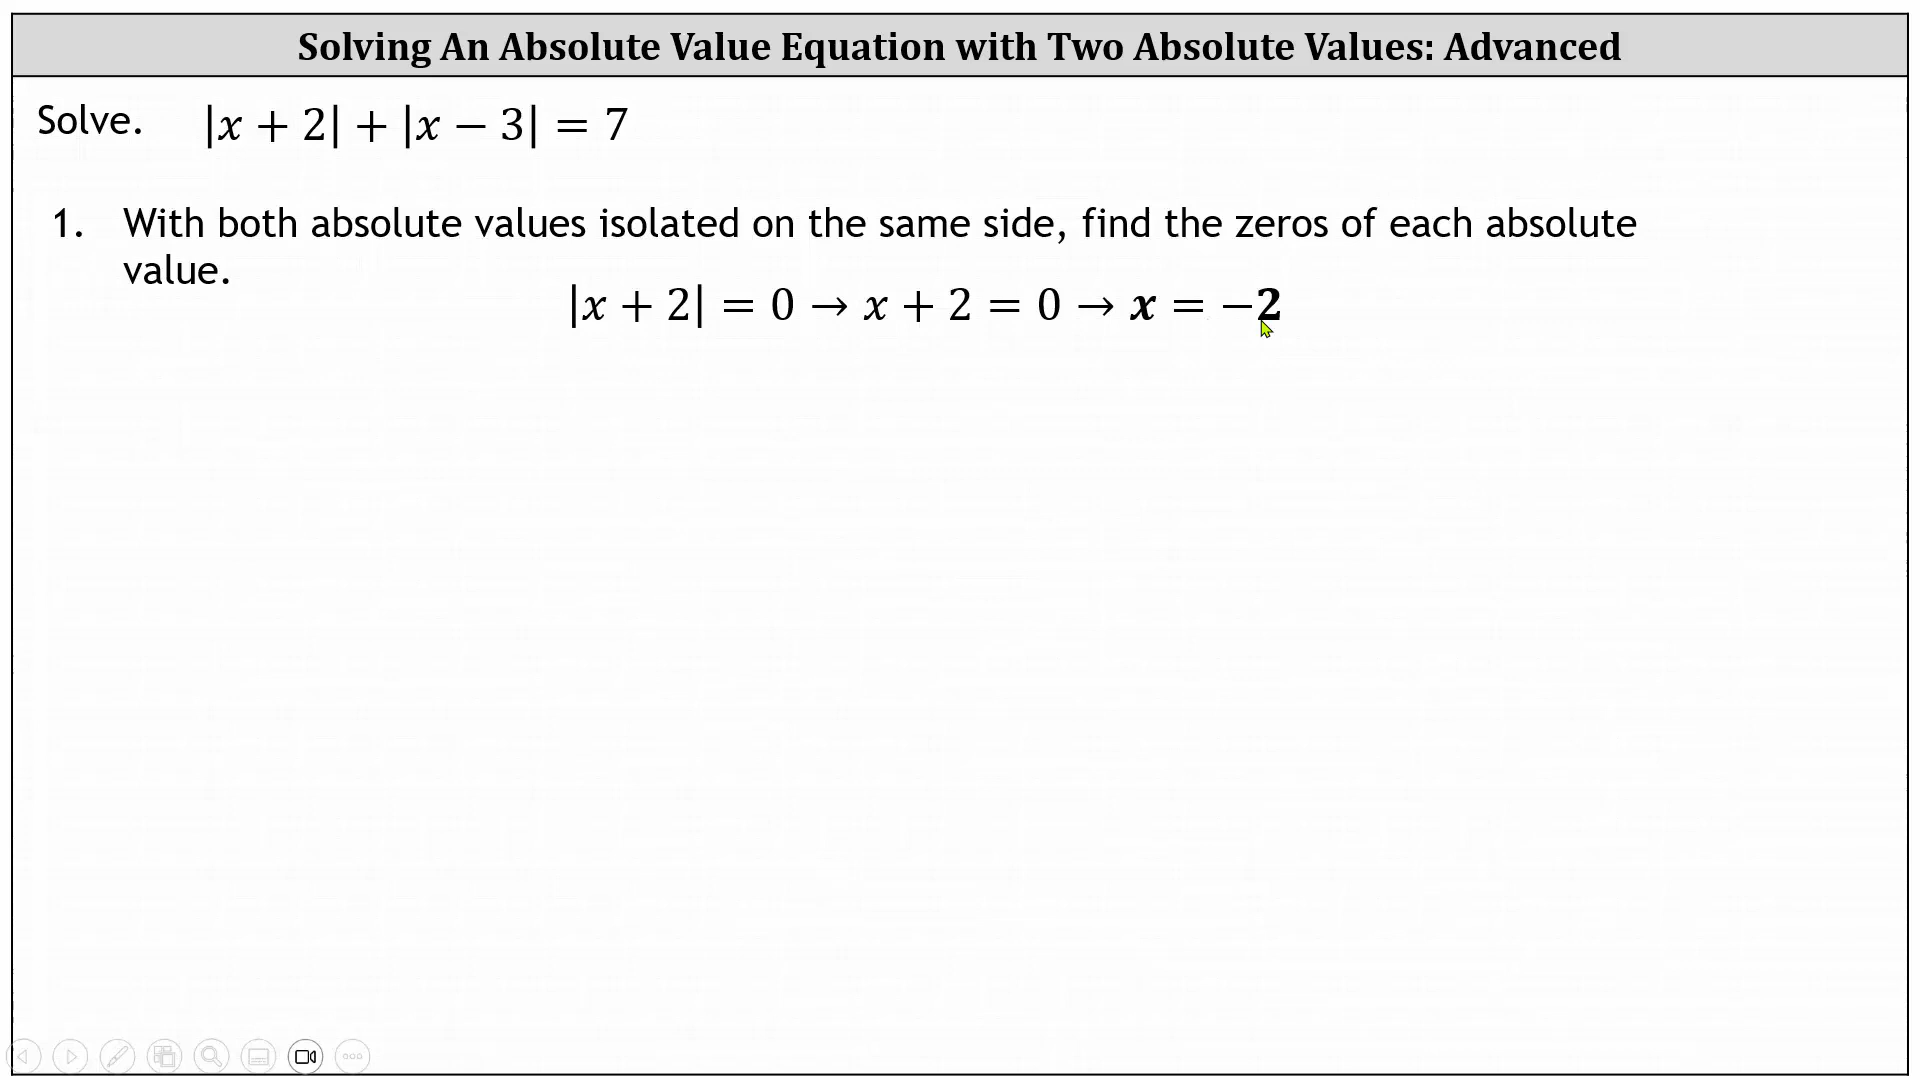 Solving An Absolute Value Equation with Two Absolute Values: Advanced
Solve. |x + 2| + |x − 3| = 7
1. With both absolute values isolated on the same side, find the zeros of each absolute
value.
|x + 2| = 0 → x + 2 = 0 → x = −2